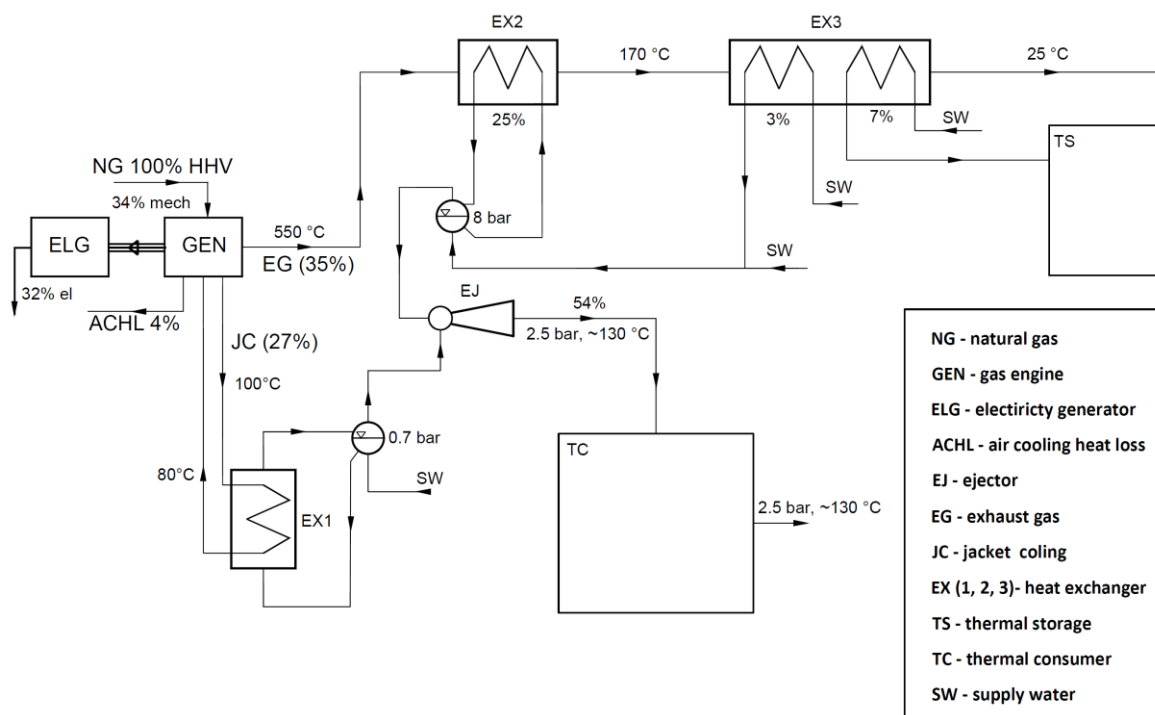 EX2
EX3
170 °C
25 °C
25%
3%
7%
SW
TS
NG 100% HHV
34% mech
SW
8 bar
ELG
GEN
550 °C
EG (35%)
SW
32% el
ACHL 4%
EJ
54%
2.5 bar, ~130 °C
JC (27%)
100°C
0.7 bar
TC
80°C
SW
EX1
2.5 bar, ~130 °C
NG - natural gas
GEN - gas engine
ELG - electiricty generator
ACHL - air cooling heat loss
EJ - ejector
EG - exhaust gas
JC - jacket coling
EX (1, 2, 3)- heat exchanger
TS - thermal storage
TC - thermal consumer
SW - supply water